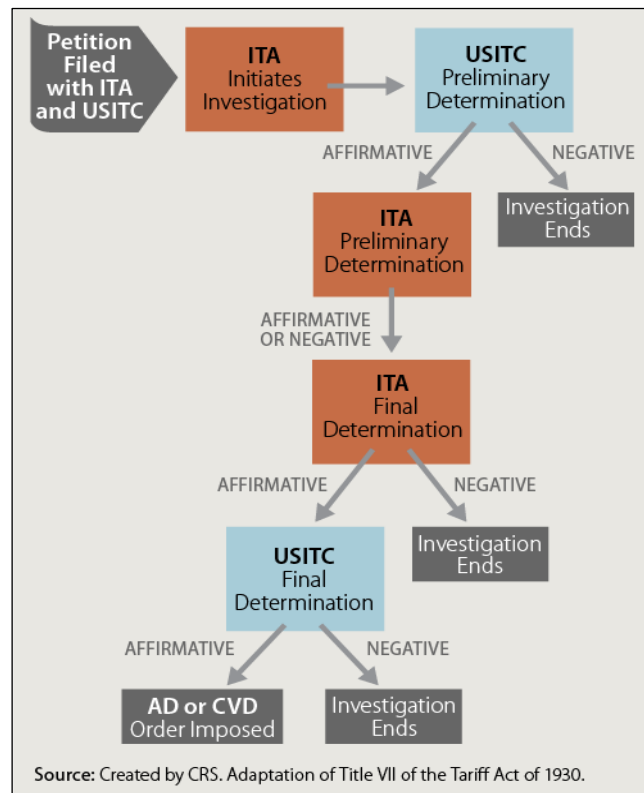 Petition
Filed
with ITA
and USITC
ITA
Initiates
Investigation
USITC
Preliminary
Determination
AFFIRMATIVE
NEGATIVE
ITA
Preliminary
Determination
Investigation
Ends
AFFIRMATIVE
OR NEGATIVE
ITA
Final
Determination
AFFIRMATIVE
NEGATIVE
USITC
Final
Determination
Investigation
Ends
AFFIRMATIVE
NEGATIVE
AD or CVD
Order Imposed
Investigation
Ends
Source: Created by CRS. Adaptation of Title VII of the Tariff Act of 1930.